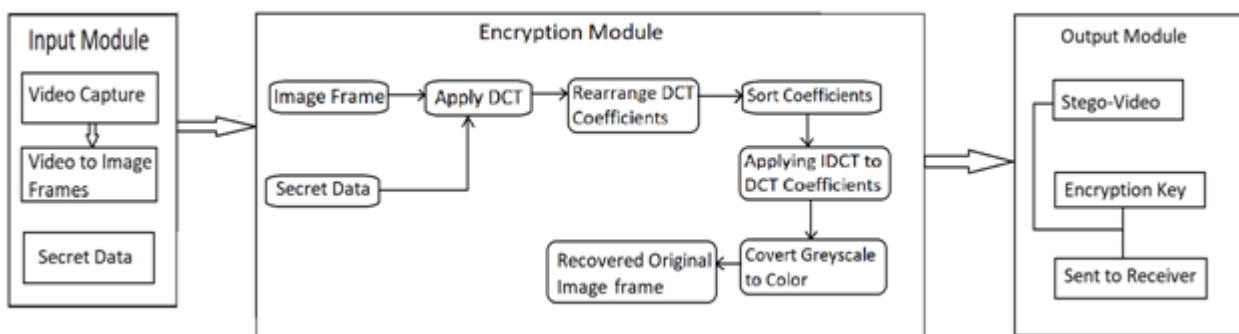 Input Module
Video Capture
Video to Image
Frames
Secret Data
Encryption Module
Image Frame
Apply DCT
Rearrange DCT
Coefficients
Sort Coefficients
Secret Data
Applying IDCT to
DCT Coefficients
Recovered Original
Image frame
Covert Greyscale
to Color
Output Module
Stego-Video
Encryption Key
Sent to Receiver